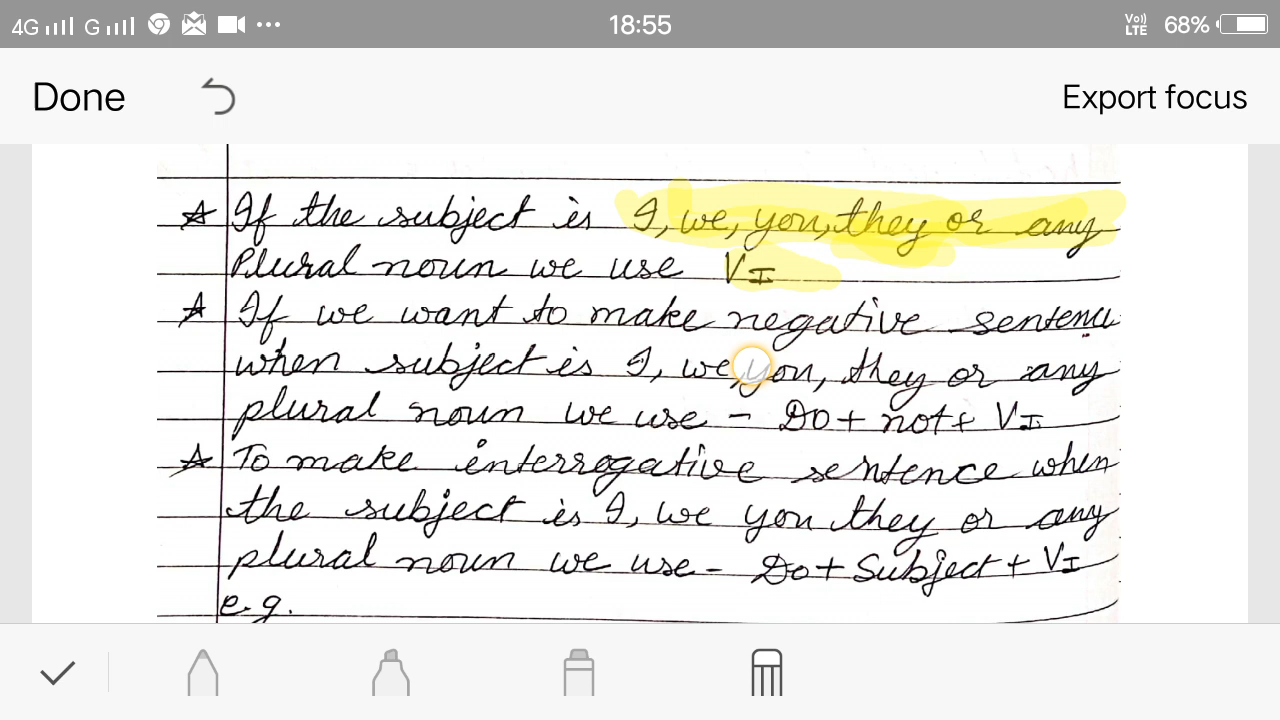 4G G 18:55 Vo)) LTE 68%
Done Export focus
If the subject is I, we, you, they or any
Plural noun we use VI
If we want to make negative sentence
when subject is I, we, you, they or any
plural noun we use - Do + not + VI
To make interrogative sentence when
the subject is I, we you they or any
plural noun we use - Do + Subject + VI
e.g.